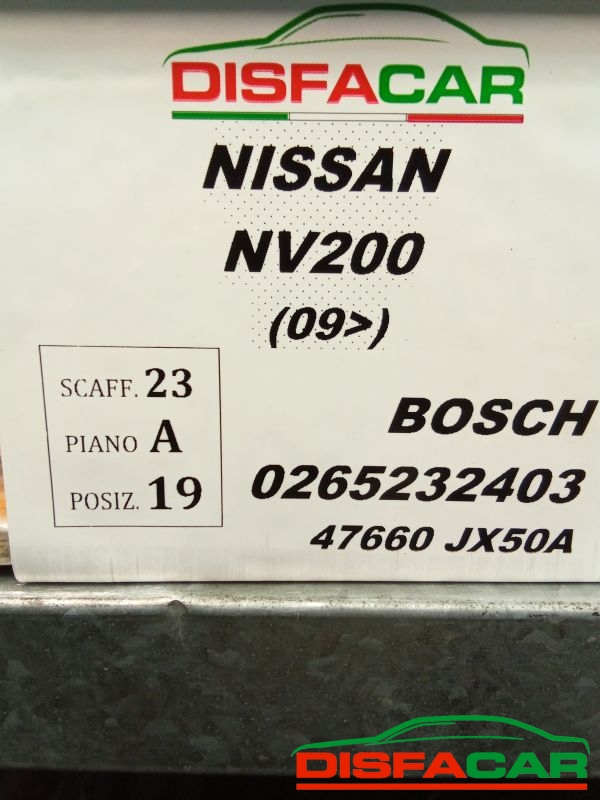 DISFACAR
NISSAN
NV200
(09>)
SCAFF. 23
PIANO A
POSIZ. 19
BOSCH
0265232403
47660 JX50A
DISFACAR